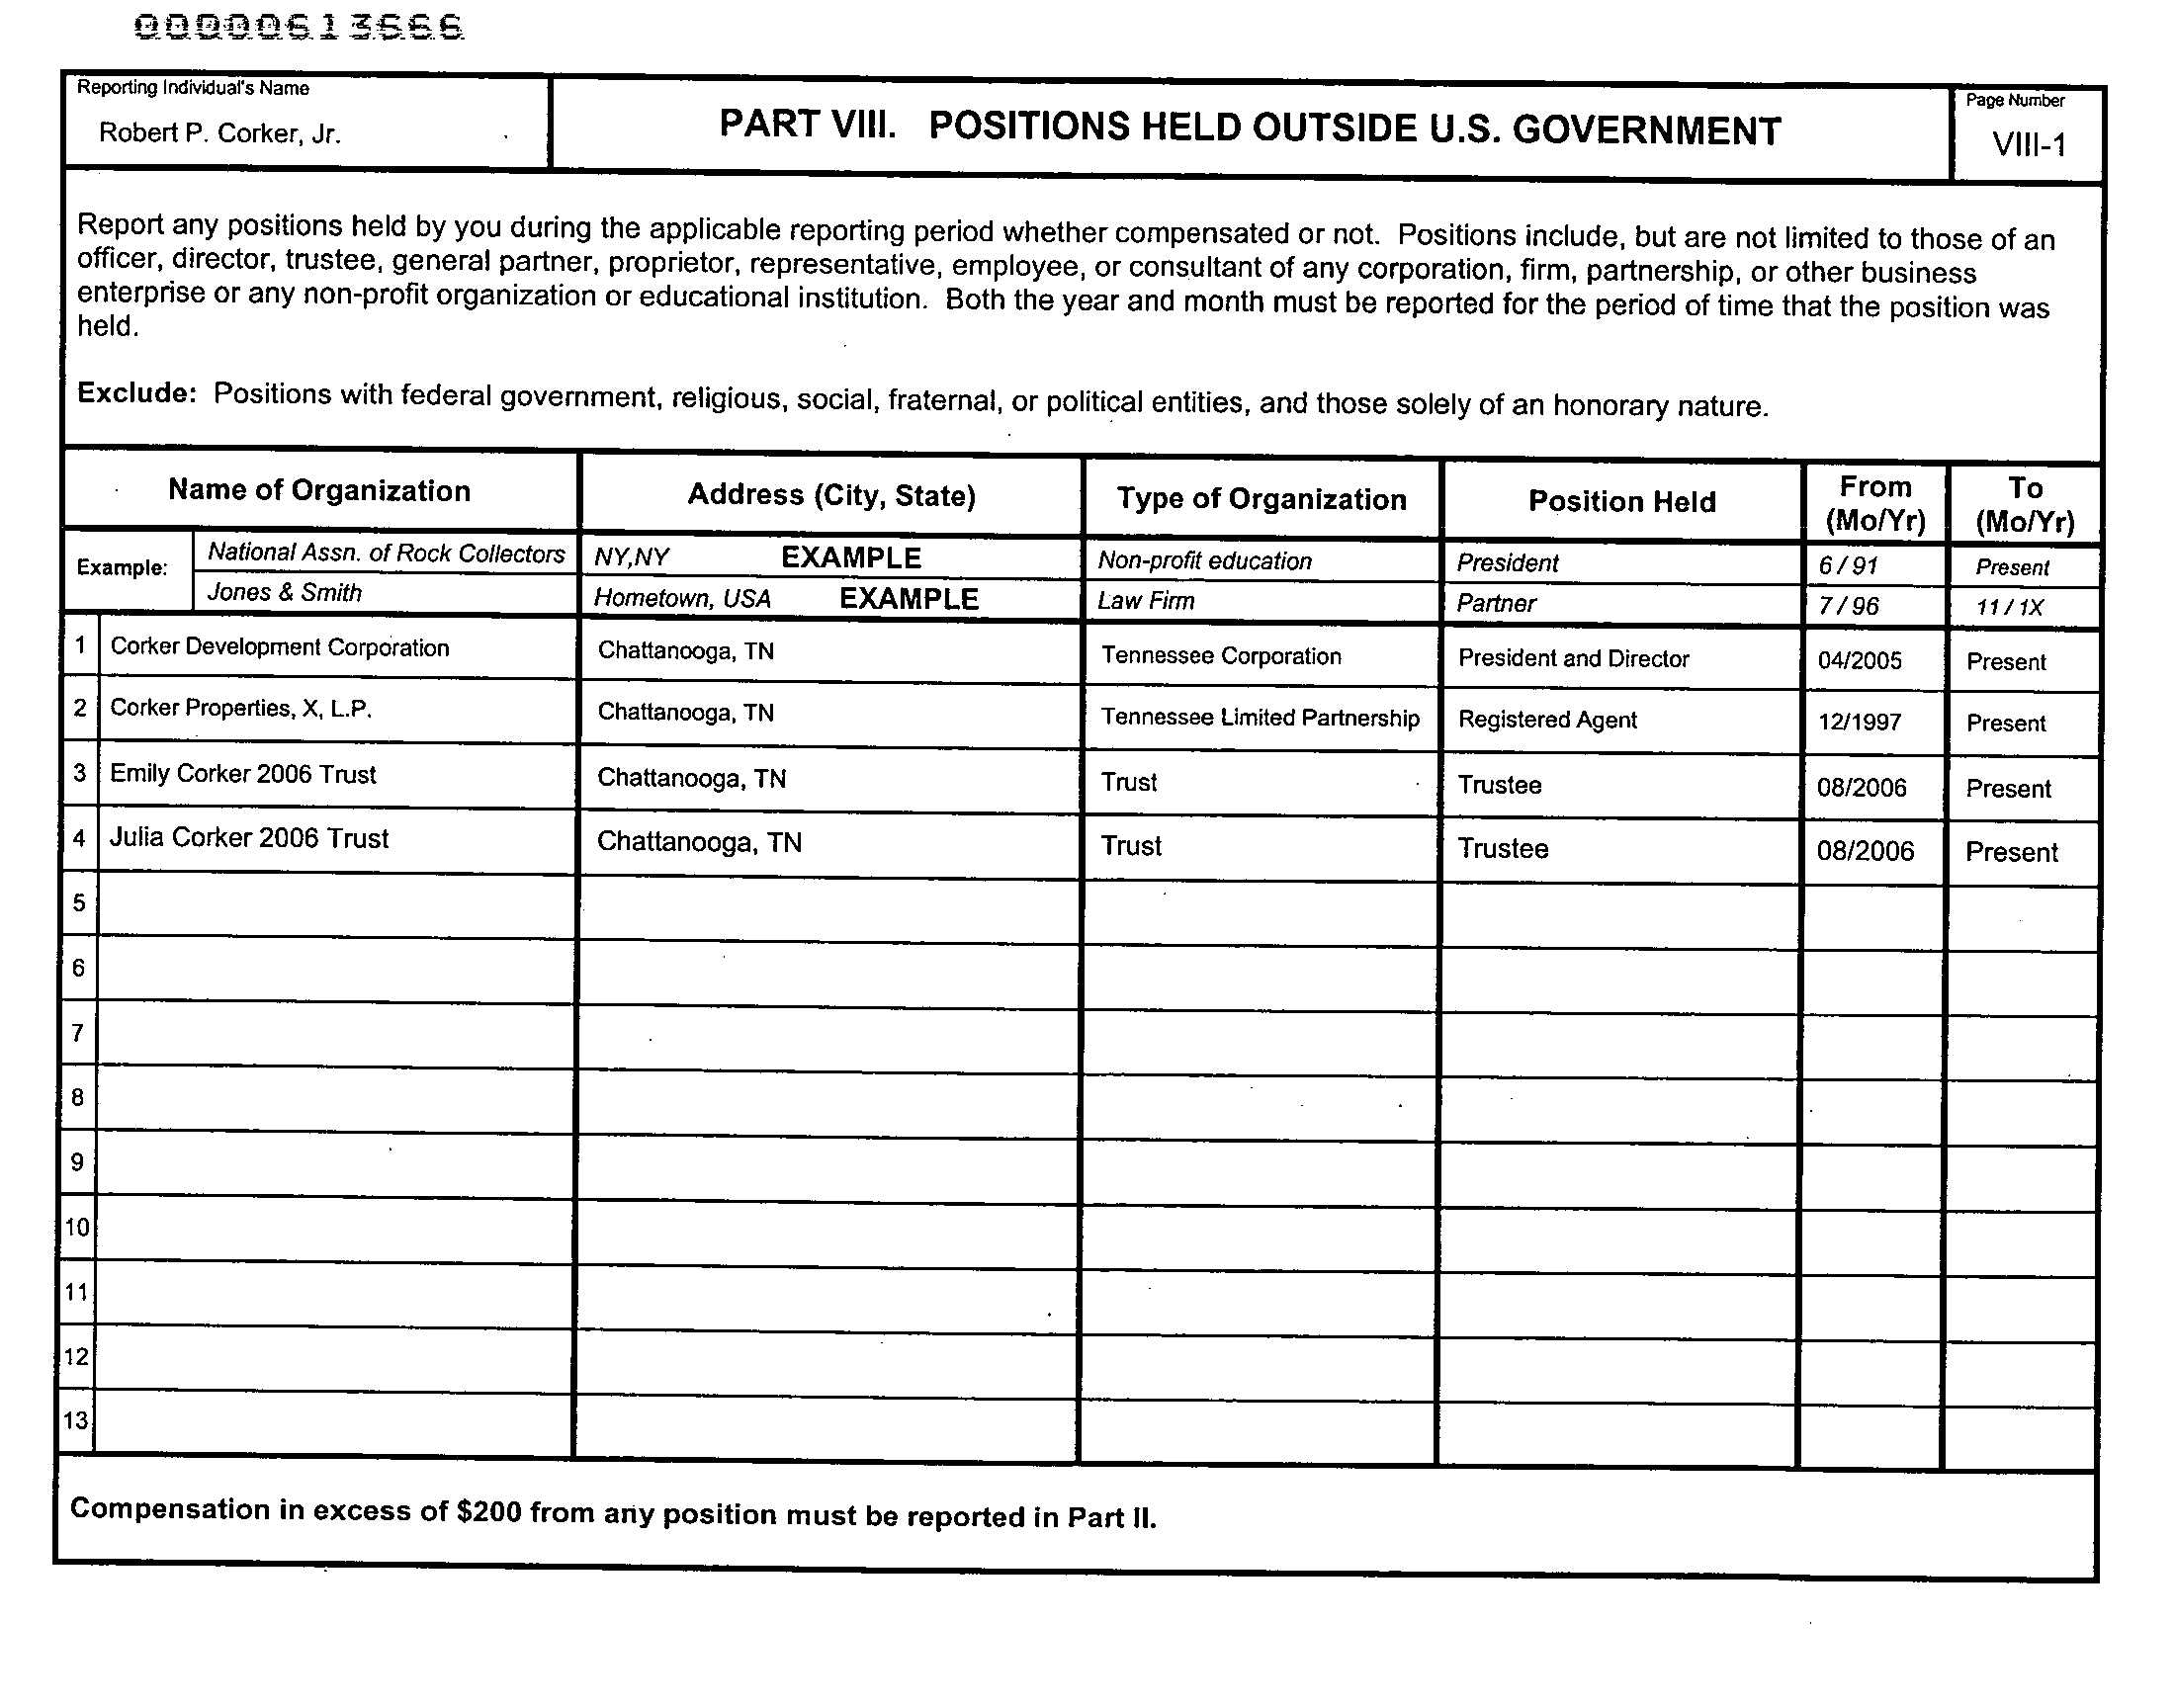 00000613666
Reporting Individual's Name
Robert P. Corker, Jr.
PART VIII. POSITIONS HELD OUTSIDE U.S. GOVERNMENT
Page Number
VIII-1
Report any positions held by you during the applicable reporting period whether compensated or not. Positions include, but are not limited to those of an
officer, director, trustee, general partner, proprietor, representative, employee, or consultant of any corporation, firm, partnership, or other business
enterprise or any non-profit organization or educational institution. Both the year and month must be reported for the period of time that the position was
held.
Exclude: Positions with federal government, religious, social, fraternal, or political entities, and those solely of an honorary nature.
Name of Organization Address (City, State) Type of Organization Position Held From (Mo/Yr) To (Mo/Yr)
Example: National Assn. of Rock Collectors NY,NY EXAMPLE Non-profit education President 6 / 91 Present
Jones & Smith Hometown, USA EXAMPLE Law Firm Partner 7 / 96 11 / 1X
1 Corker Development Corporation Chattanooga, TN Tennessee Corporation President and Director 04/2005 Present
2 Corker Properties, X, L.P. Chattanooga, TN Tennessee Limited Partnership Registered Agent 12/1997 Present
3 Emily Corker 2006 Trust Chattanooga, TN Trust Trustee 08/2006 Present
4 Julia Corker 2006 Trust Chattanooga, TN Trust Trustee 08/2006 Present
5
6
7
8
9
10
11
12
13
Compensation in excess of $200 from any position must be reported in Part II.